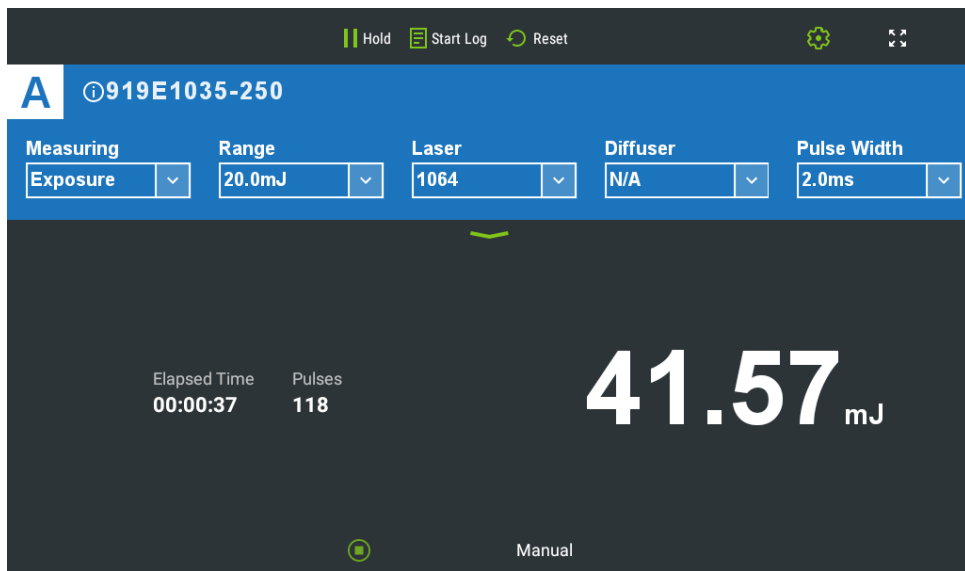 Hold Start Log Reset
A 919E1035-250
Measuring Range Laser Diffuser Pulse Width
Exposure 20.0mJ 1064 N/A 2.0ms
Elapsed Time Pulses
00:00:37 118
41.57 mJ
Manual